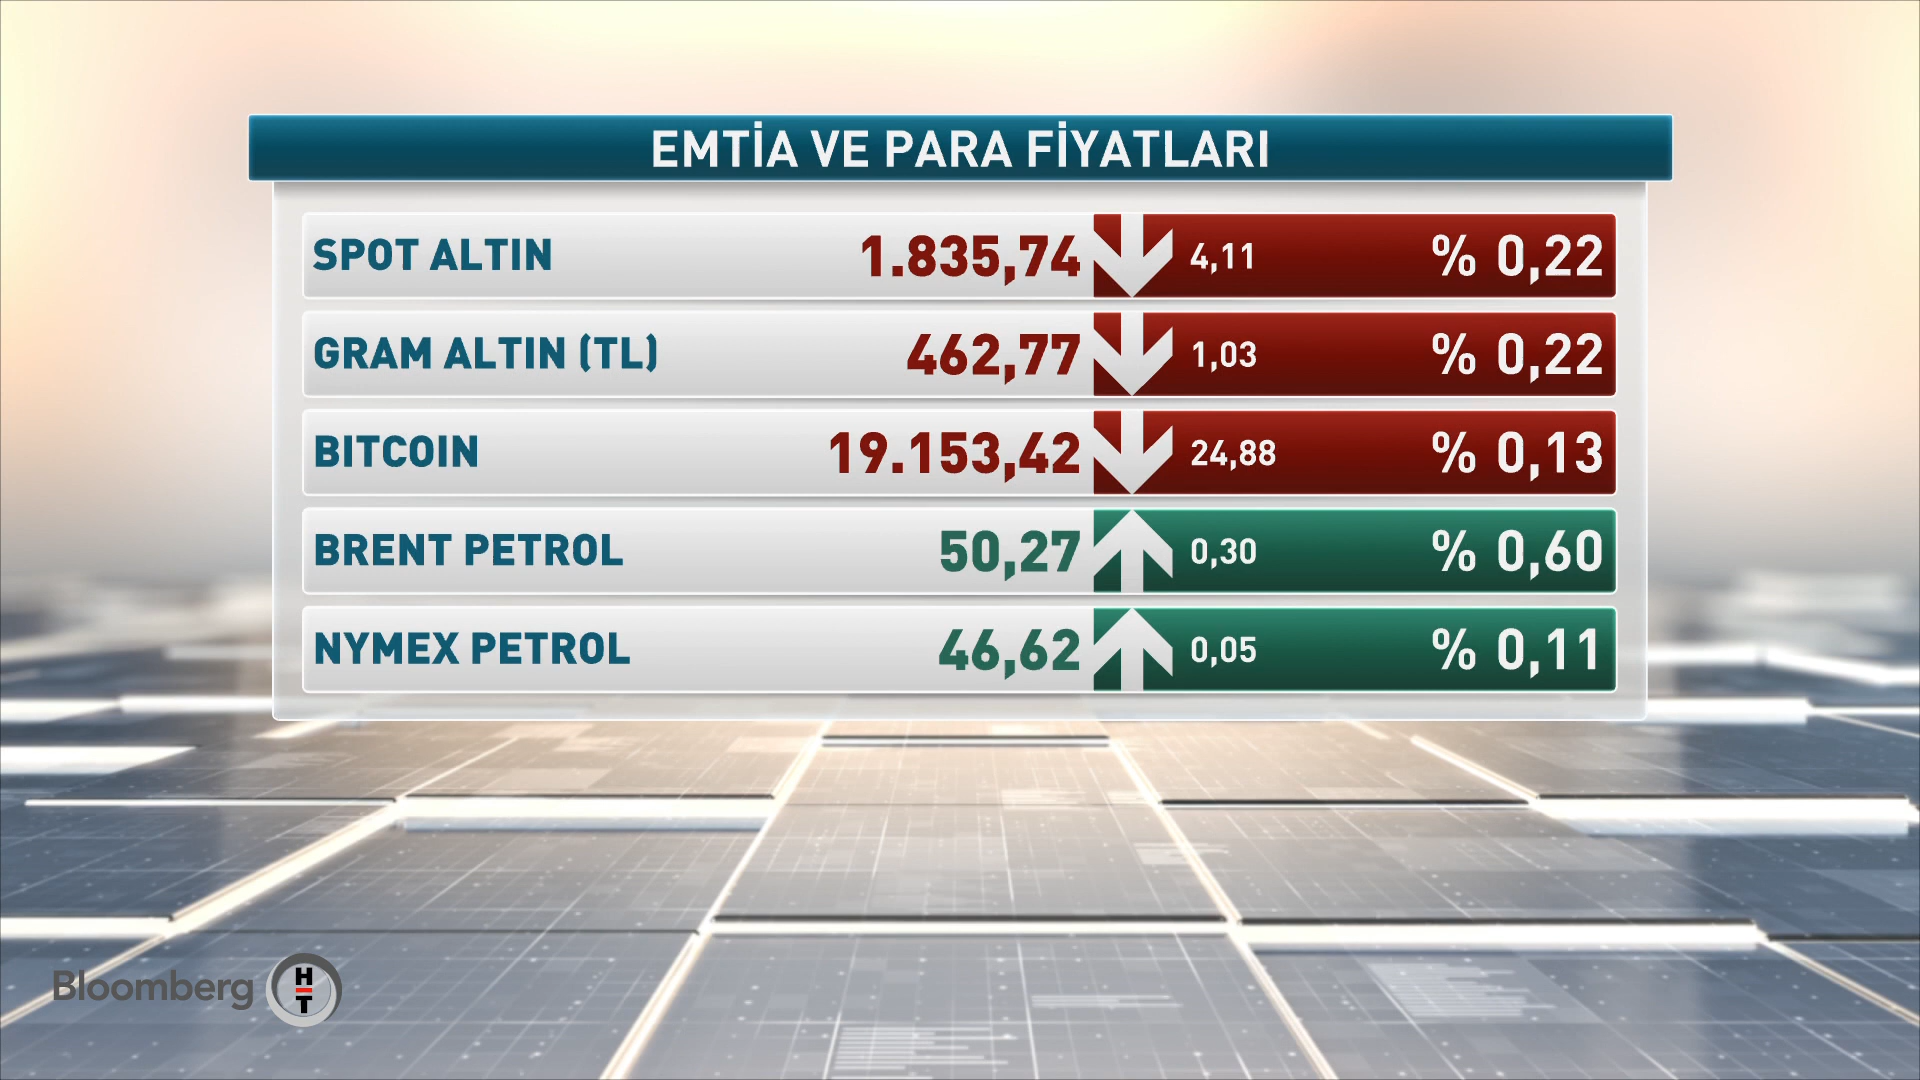 EMTİA VE PARA FİYATLARI
SPOT ALTIN 1.835,74 4,11 % 0,22
GRAM ALTIN (TL) 462,77 1,03 % 0,22
BITCOIN 19.153,42 24,88 % 0,13
BRENT PETROL 50,27 0,30 % 0,60
NYMEX PETROL 46,62 0,05 % 0,11
Bloomberg HT